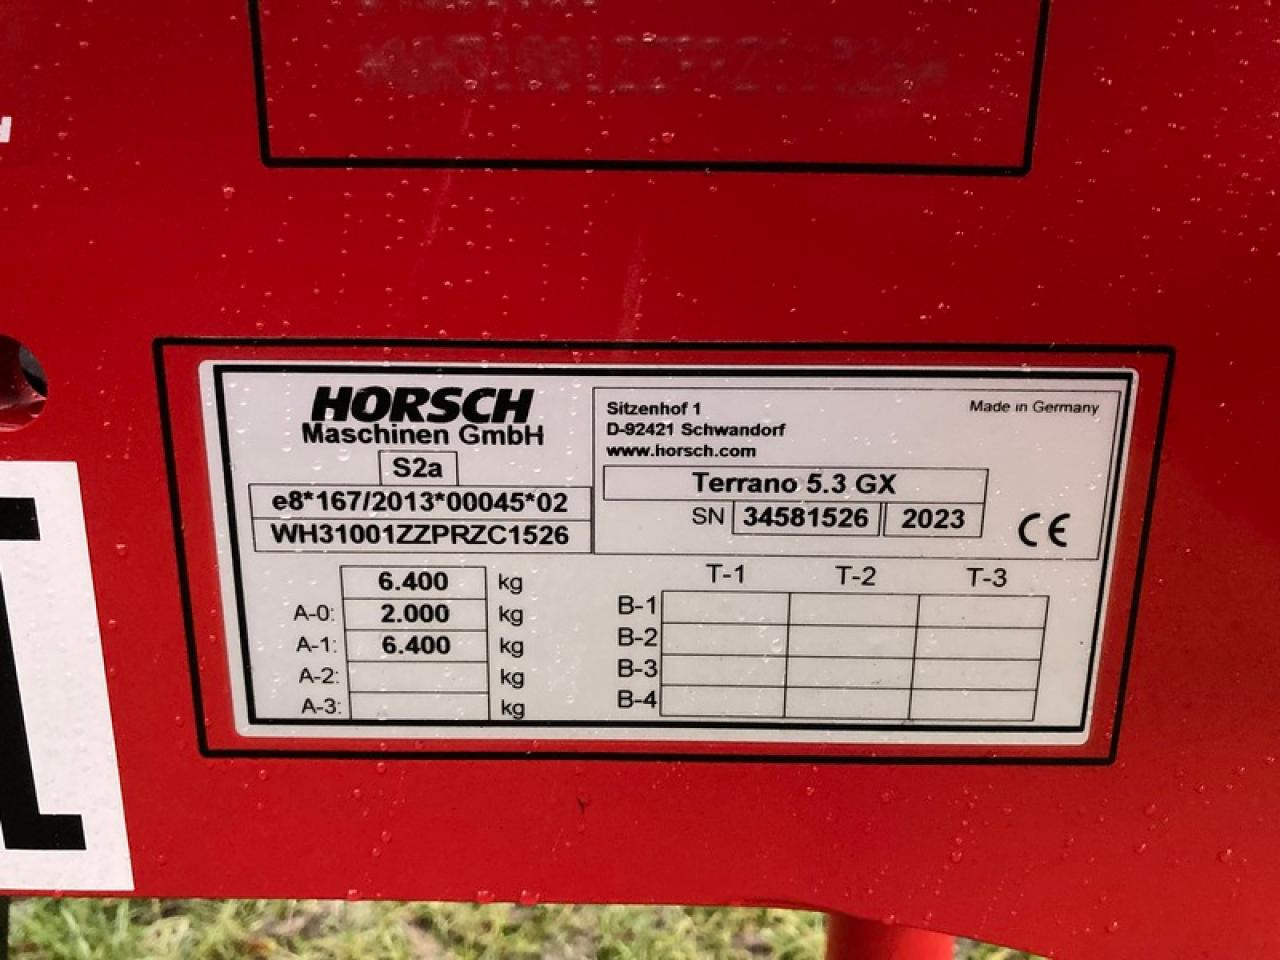 HORSCH
Maschinen GmbH
S2a
e8*167/2013*00045*02
WH31001ZZPRZC1526
Sitzenhof 1
D-92421 Schwandorf
www.horsch.com
Made in Germany
Terrano 5.3 GX
SN 34581526 2023
CE
6.400 kg
A-0: 2.000 kg
A-1: 6.400 kg
A-2: kg
A-3: kg
T-1 T-2 T-3
B-1
B-2
B-3
B-4